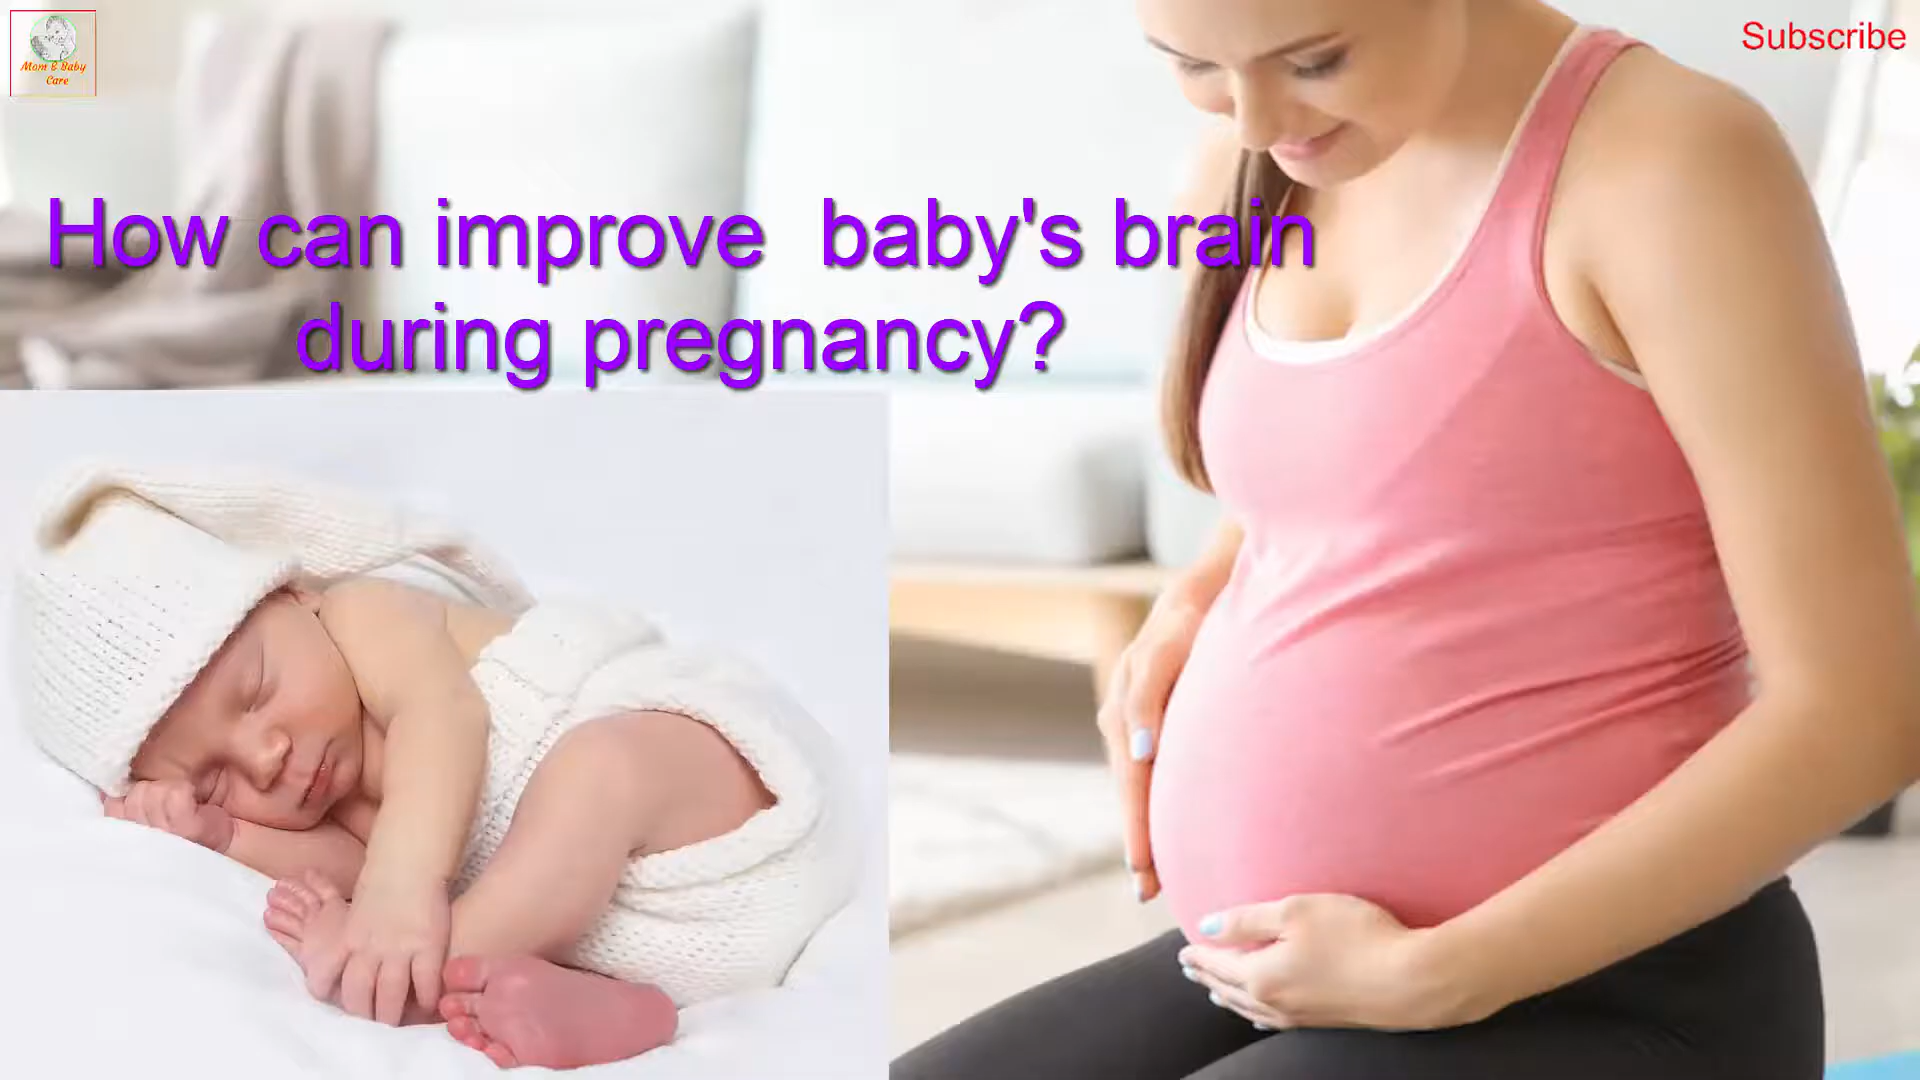 Mom & Baby
Care
Subscribe
How can improve  baby's brain
during pregnancy?